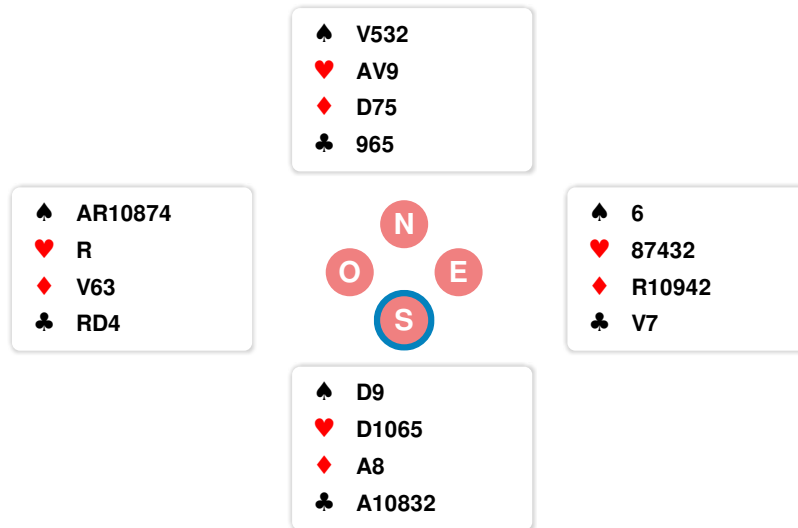 ♠ V532
♥ AV9
♦ D75
♣ 965
♠ AR10874
♥ R
♦ V63
♣ RD4
N
O E
S
♠ 6
♥ 87432
♦ R10942
♣ V7
♠ D9
♥ D1065
♦ A8
♣ A10832